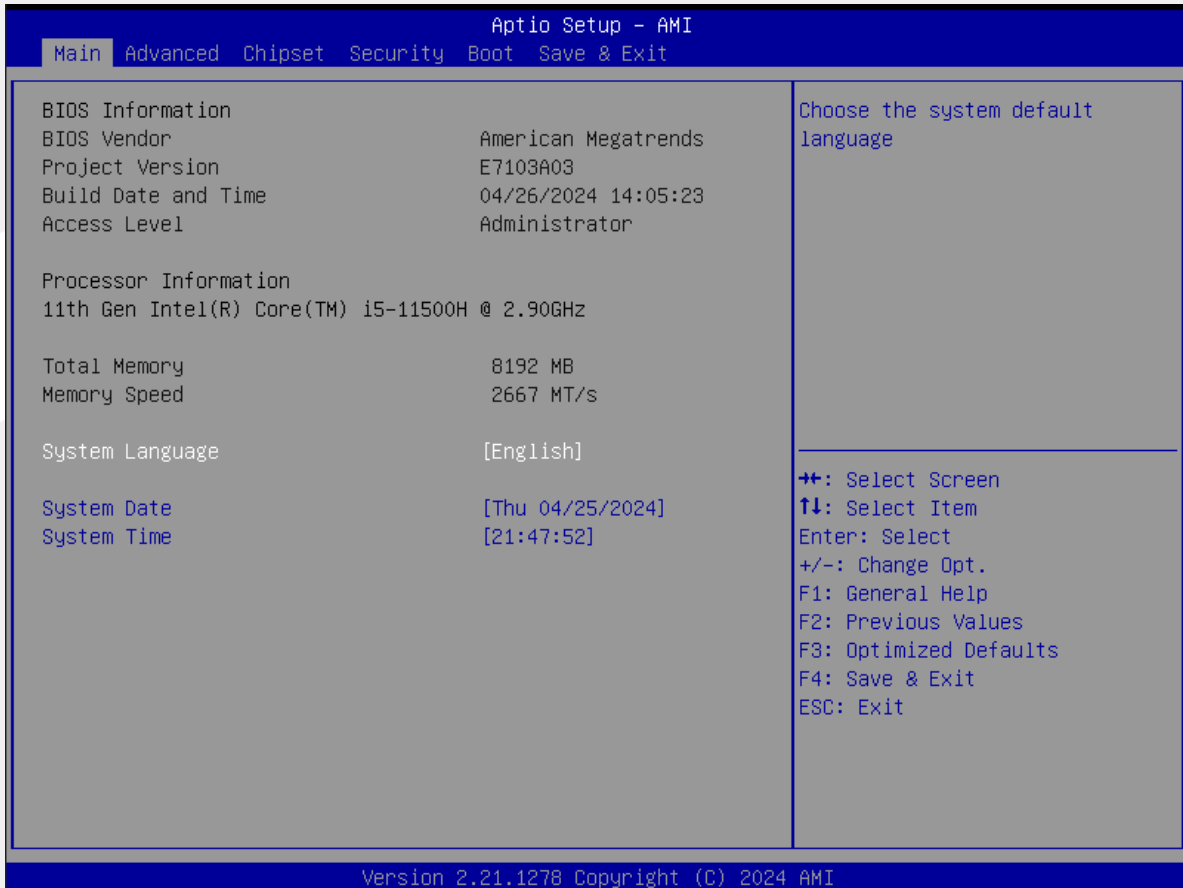 Aptio Setup - AMI
Main Advanced Chipset Security Boot Save & Exit
BIOS Information
BIOS Vendor American Megatrends
Project Version E7103A03
Build Date and Time 04/26/2024 14:05:23
Access Level Administrator
Processor Information
11th Gen Intel(R) Core(TM) i5-11500H @ 2.90GHz
Total Memory 8192 MB
Memory Speed 2667 MT/s
System Language [English]
System Date [Thu 04/25/2024]
System Time [21:47:52]
Choose the system default
language
→←: Select Screen
↑↓: Select Item
Enter: Select
+/-: Change Opt.
F1: General Help
F2: Previous Values
F3: Optimized Defaults
F4: Save & Exit
ESC: Exit
Version 2.21.1278 Copyright (C) 2024 AMI